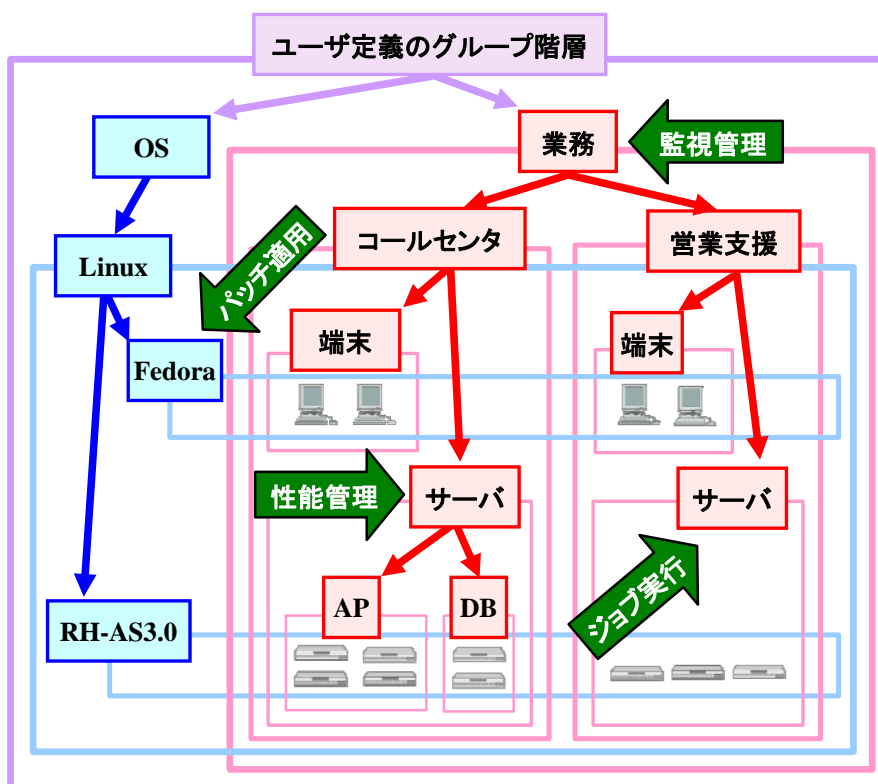 ユーザ定義のグループ階層
OS
業務
監視管理
Linux
パッチ適用
コールセンタ
営業支援
Fedora
端末
端末
性能管理
サーバ
サーバ
RH-AS3.0
AP
DB
ジョブ実行